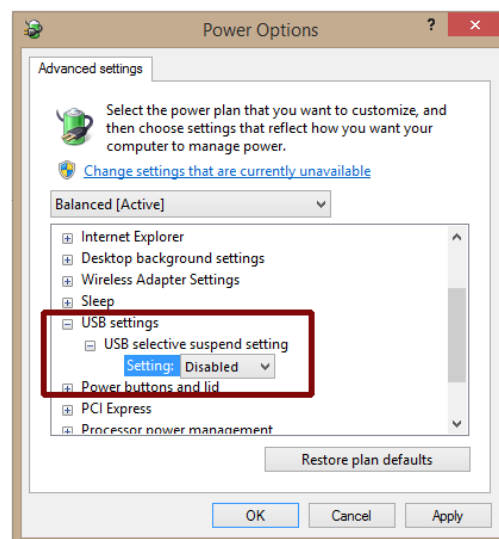 Power Options
?
×
Advanced settings
Select the power plan that you want to customize, and
then choose settings that reflect how you want your
computer to manage power.
Change settings that are currently unavailable
Balanced [Active]
Internet Explorer
Desktop background settings
Wireless Adapter Settings
Sleep
USB settings
USB selective suspend setting
Setting: Disabled
Power buttons and lid
PCI Express
Processor power management
Restore plan defaults
OK Cancel Apply